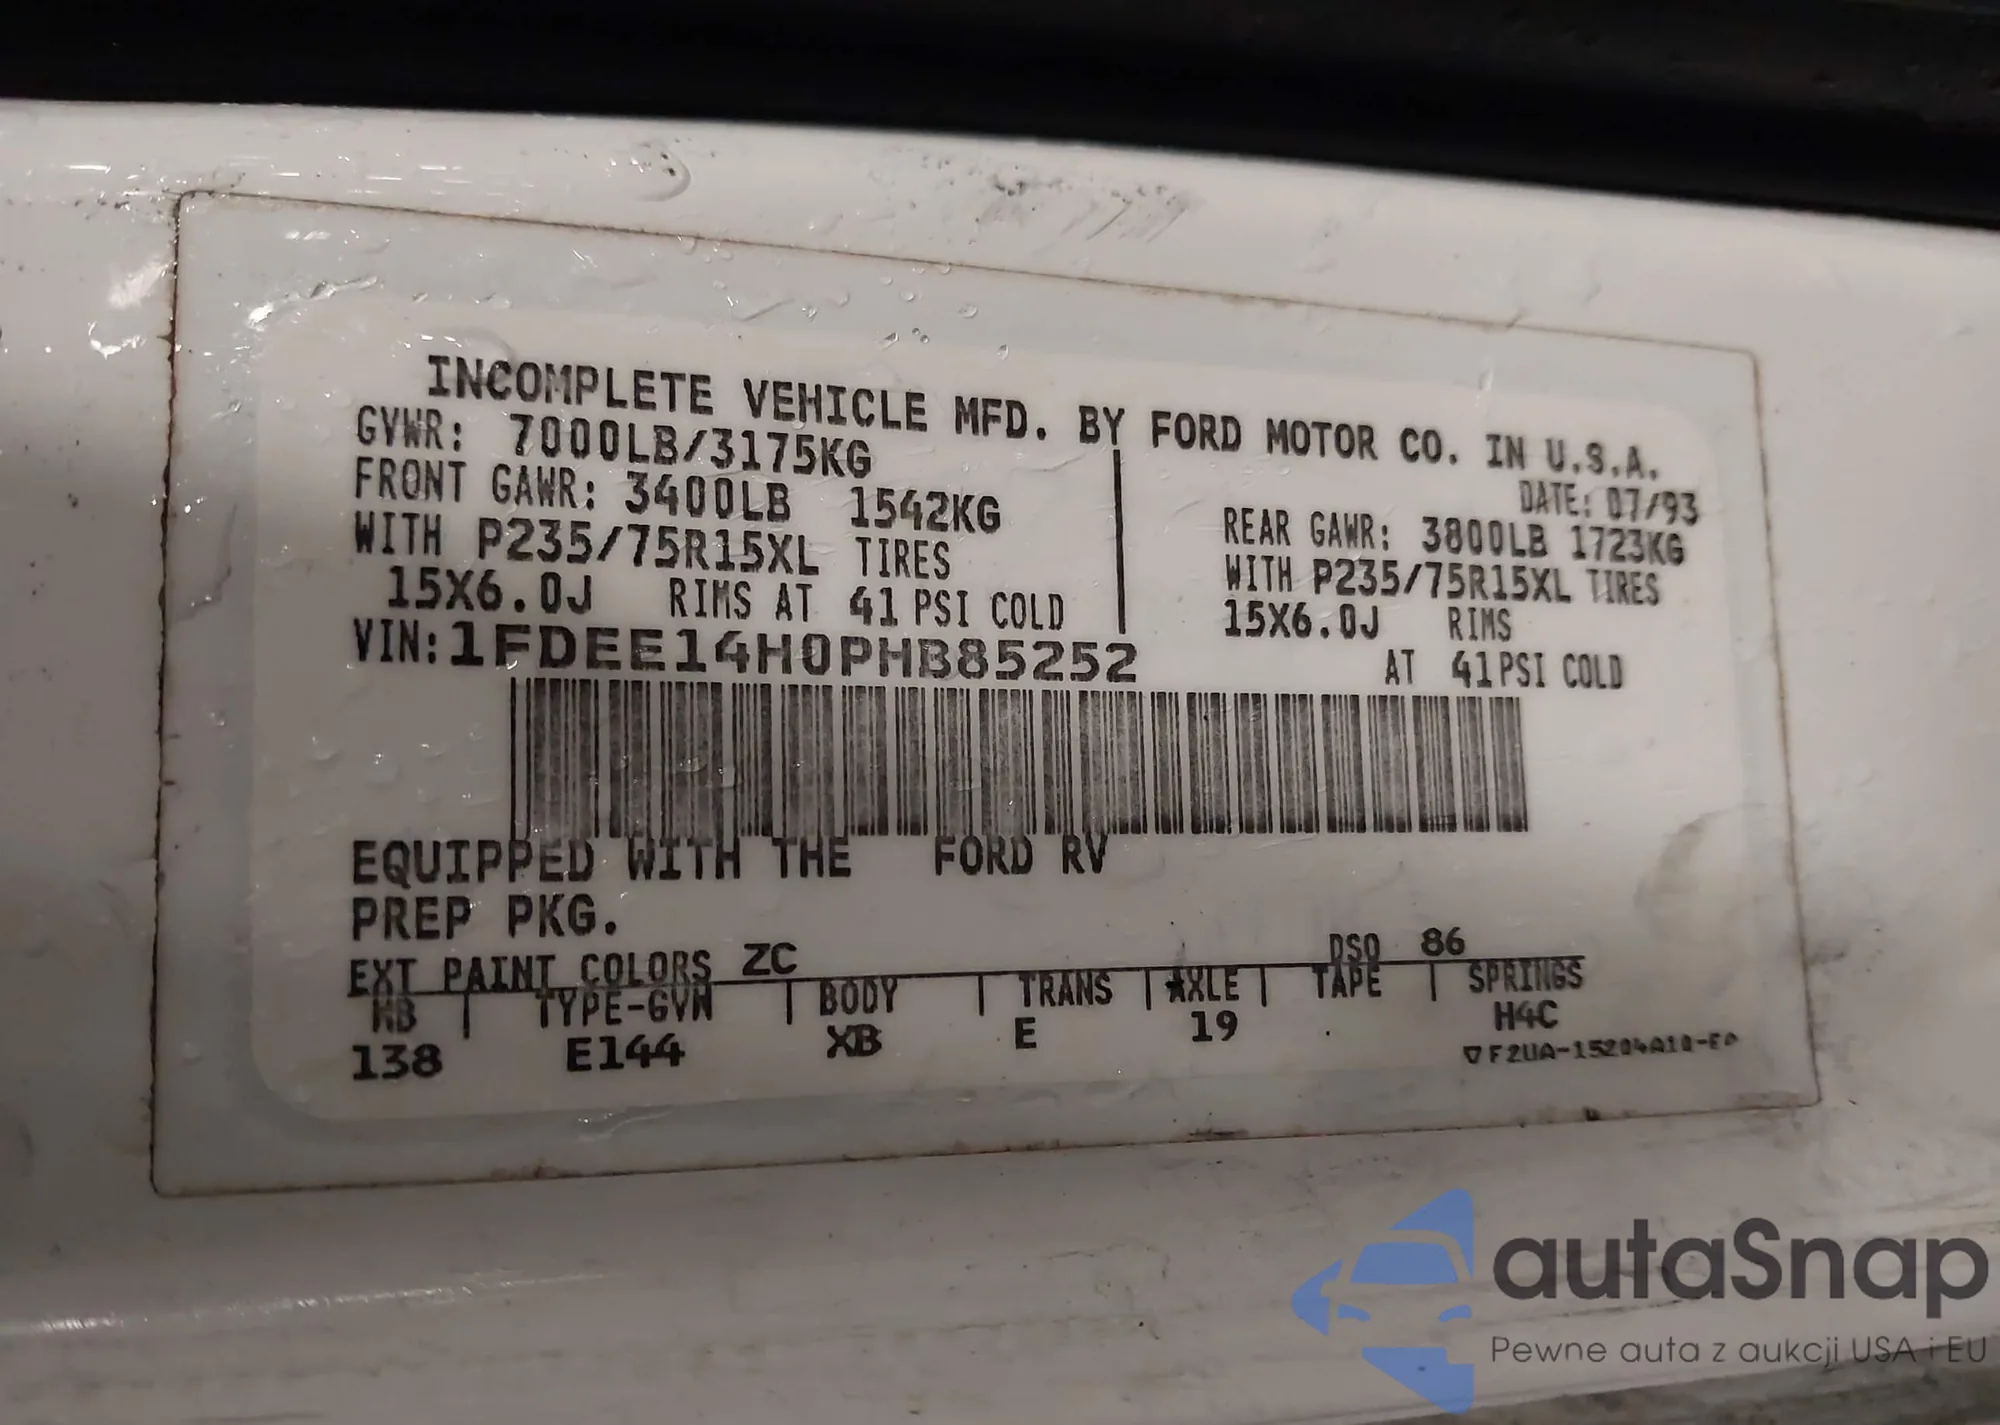 INCOMPLETE VEHICLE MFD. BY FORD MOTOR CO. IN U.S.A.
GVWR: 7000LB/3175KG
DATE: 07/93
FRONT GAWR: 3400LB 1542KG
WITH P235/75R15XL TIRES
15X6.0J RIMS AT 41 PSI COLD
REAR GAWR: 3800LB 1723KG
WITH P235/75R15XL TIRES
15X6.0J RIMS
AT 41 PSI COLD
VIN: 1FDEE14H0PHB85252
EQUIPPED WITH THE FORD RV
PREP PKG.
EXT PAINT COLORS ZC DSO 86
WB | TYPE-GVW | BODY | TRANS | AXLE | TAPE | SPRINGS
138 E144 XB E 19 . H4C
autaSnap
Pewne auta z aukcji USA i EU